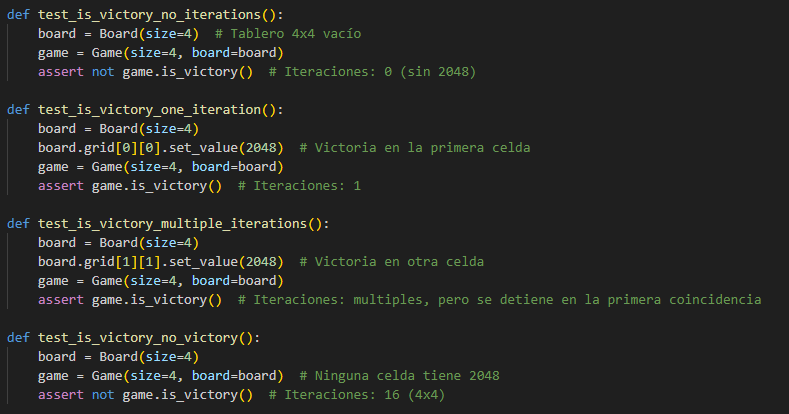 def test_is_victory_no_iterations():
    board = Board(size=4)  # Tablero 4x4 vacío
    game = Game(size=4, board=board)
    assert not game.is_victory()  # Iteraciones: 0 (sin 2048)
def test_is_victory_one_iteration():
    board = Board(size=4)
    board.grid[0][0].set_value(2048)  # Victoria en la primera celda
    game = Game(size=4, board=board)
    assert game.is_victory()  # Iteraciones: 1
def test_is_victory_multiple_iterations():
    board = Board(size=4)
    board.grid[1][1].set_value(2048)  # Victoria en otra celda
    game = Game(size=4, board=board)
    assert game.is_victory()  # Iteraciones: multiples, pero se detiene en la primera coincidencia
def test_is_victory_no_victory():
    board = Board(size=4)
    game = Game(size=4, board=board)  # Ninguna celda tiene 2048
    assert not game.is_victory()  # Iteraciones: 16 (4x4)